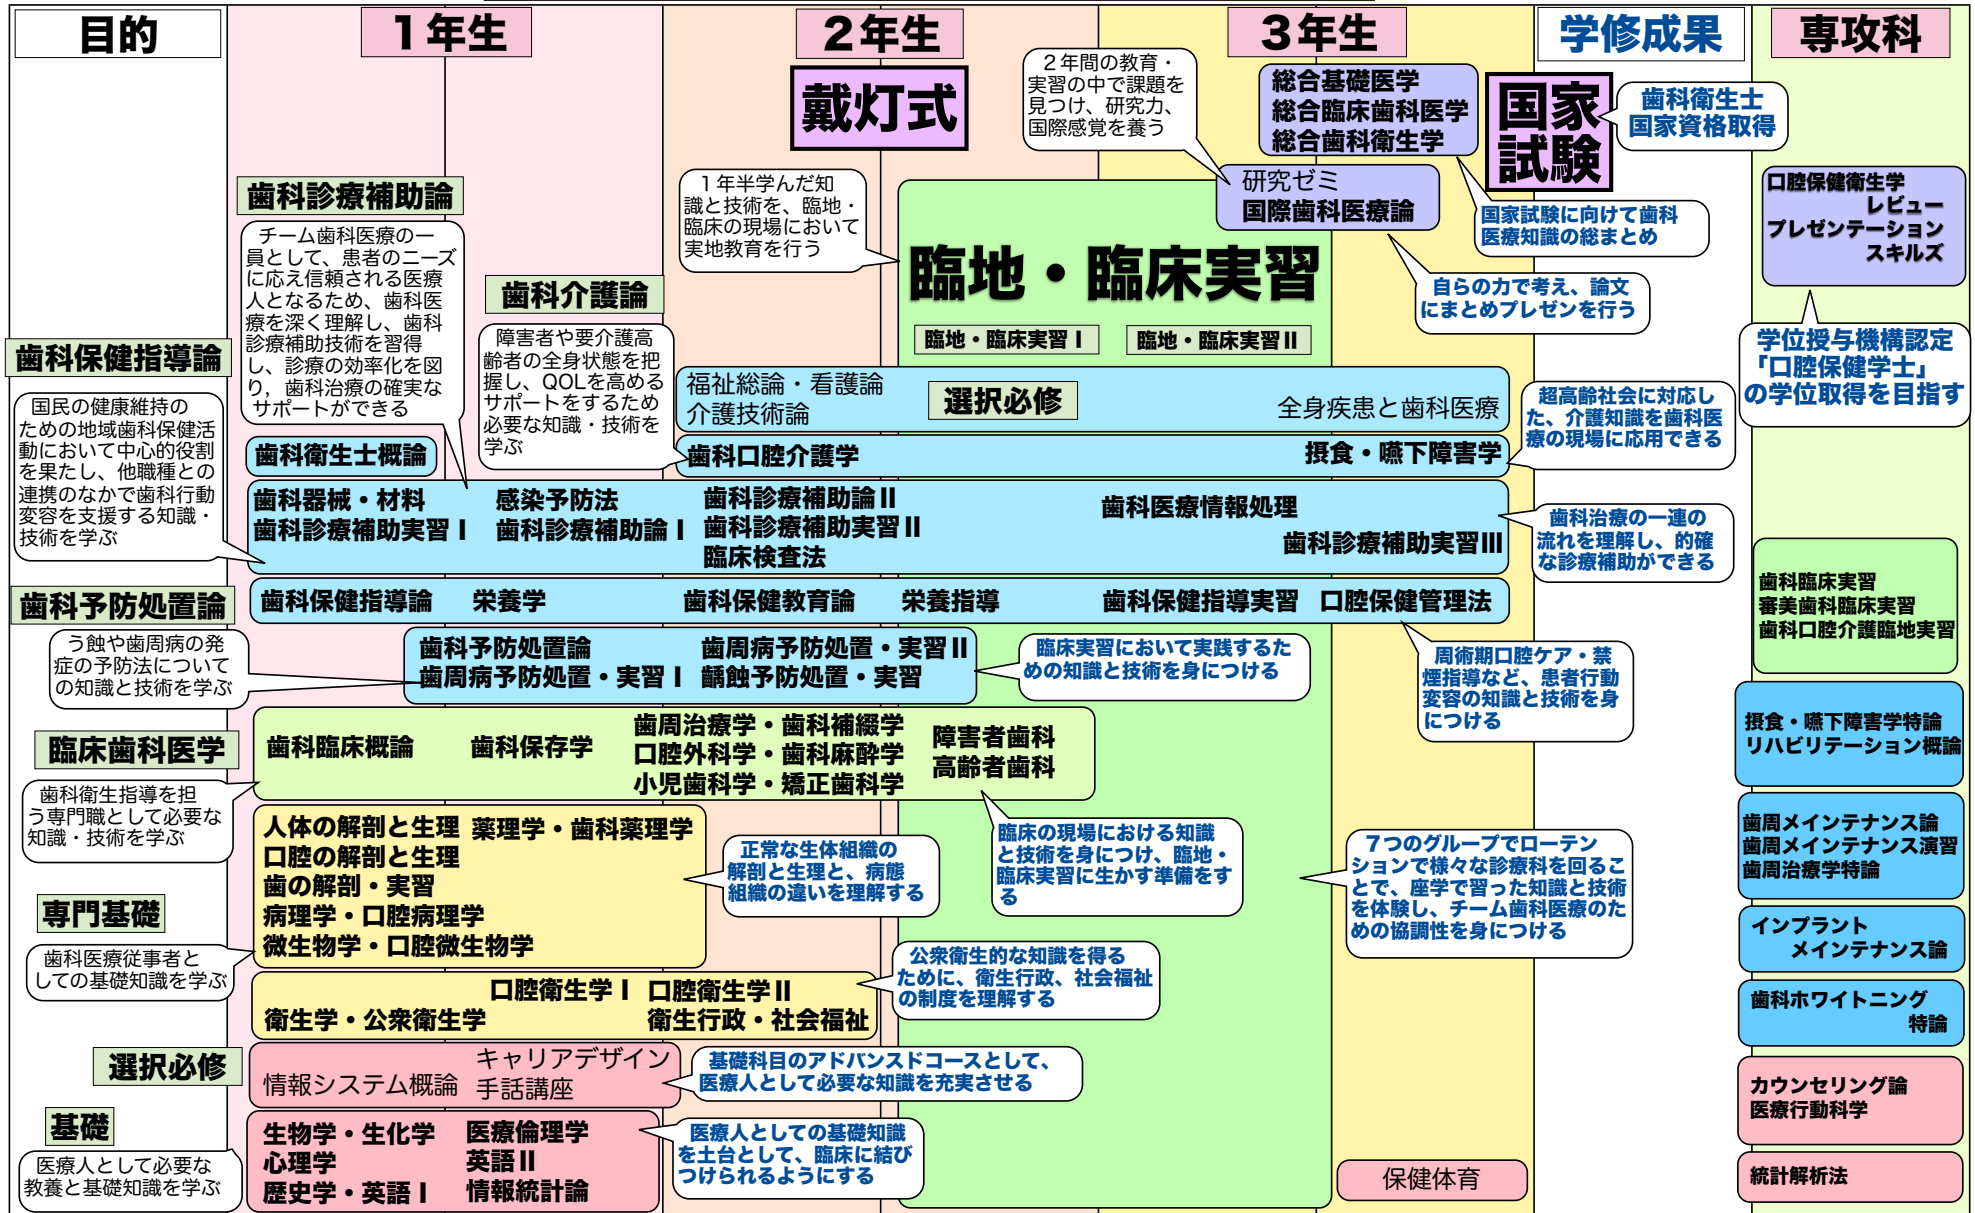 目的
1年生
2年生
3年生
学修成果
専攻科
戴灯式
２年間の教育・
実習の中で課題を
見つけ、研究力、
国際感覚を養う
総合基礎医学
総合臨床歯科医学
総合歯科衛生学
国家
試験
歯科衛生士
国家資格取得
研究ゼミ
国際歯科医療論
国家試験に向けて歯科
医療知識の総まとめ
自らの力で考え、論文
にまとめプレゼンを行う
口腔保健衛生学
レビュー
プレゼンテーション
スキルズ
学位授与機構認定
「口腔保健学士」
の学位取得を目指す
歯科診療補助論
チーム歯科医療の一
員として、患者のニーズ
に応え信頼される医療
人となるため、歯科医
療を深く理解し、歯科
診療補助技術を習得
し、診療の効率化を図
り，歯科治療の確実な
サポートができる
歯科介護論
障害者や要介護高
齢者の全身状態を把
握し、QOLを高める
サポートをするため
必要な知識・技術を
学ぶ
１年半学んだ知
識と技術を、臨地・
臨床の現場において
実地教育を行う
臨地・臨床実習
臨地・臨床実習Ⅰ
臨地・臨床実習Ⅱ
歯科保健指導論
国民の健康維持の
ための地域歯科保健活
動において中心的役割
を果たし、他職種との
連携のなかで歯科行動
変容を支援する知識・
技術を学ぶ
福祉総論・看護論
介護技術論
選択必修
全身疾患と歯科医療
超高齢社会に対応し
た、介護知識を歯科医
療の現場に応用できる
歯科衛生士概論
歯科口腔介護学
摂食・嚥下障害学
歯科器械・材料
歯科診療補助実習Ⅰ
感染予防法
歯科診療補助論Ⅰ
歯科診療補助論Ⅱ
歯科診療補助実習Ⅱ
臨床検査法
歯科医療情報処理
歯科診療補助実習Ⅲ
歯科治療の一連の
流れを理解し、的確
な診療補助ができる
歯科予防処置論
う蝕や歯周病の発
症の予防法について
の知識と技術を学ぶ
歯科保健指導論
栄養学
歯科保健教育論
栄養指導
歯科保健指導実習
口腔保健管理法
歯科予防処置論
歯周病予防処置・実習Ⅰ
歯周病予防処置・実習Ⅱ
齲蝕予防処置・実習
臨床実習において実践するた
めの知識と技術を身につける
周術期口腔ケア・禁
煙指導など、患者行動
変容の知識と技術を身
につける
歯科臨床実習
審美歯科臨床実習
歯科口腔介護臨地実習
臨床歯科医学
歯科衛生指導を担
う専門職として必要な
知識・技術を学ぶ
歯科臨床概論
歯科保存学
歯周治療学・歯科補綴学
口腔外科学・歯科麻酔学
小児歯科学・矯正歯科学
障害者歯科
高齢者歯科
摂食・嚥下障害学特論
リハビリテーション概論
人体の解剖と生理
口腔の解剖と生理
歯の解剖・実習
病理学・口腔病理学
微生物学・口腔微生物学
薬理学・歯科薬理学
正常な生体組織の
解剖と生理と、病態
組織の違いを理解する
臨床の現場における知識
と技術を身につけ、臨地・
臨床実習に生かす準備をす
る
７つのグループでローテン
ションで様々な診療科を回るこ
とで、座学で習った知識と技術
を体験し、チーム歯科医療のた
めの協調性を身につける
歯周メインテナンス論
歯周メインテナンス演習
歯周治療学特論
専門基礎
歯科医療従事者と
しての基礎知識を学ぶ
口腔衛生学Ⅰ
口腔衛生学Ⅱ
衛生学・公衆衛生学
衛生行政・社会福祉
公衆衛生的な知識を得る
ために、衛生行政、社会福祉
の制度を理解する
インプラント
メインテナンス論
歯科ホワイトニング
特論
選択必修
情報システム概論
キャリアデザイン
手話講座
基礎科目のアドバンスドコースとして、
医療人として必要な知識を充実させる
カウンセリング論
医療行動科学
基礎
医療人として必要な
教養と基礎知識を学ぶ
生物学・生化学
心理学
歴史学・英語Ⅰ
医療倫理学
英語Ⅱ
情報統計論
医療人としての基礎知識
を土台として、臨床に結び
つけられるようにする
保健体育
統計解析法